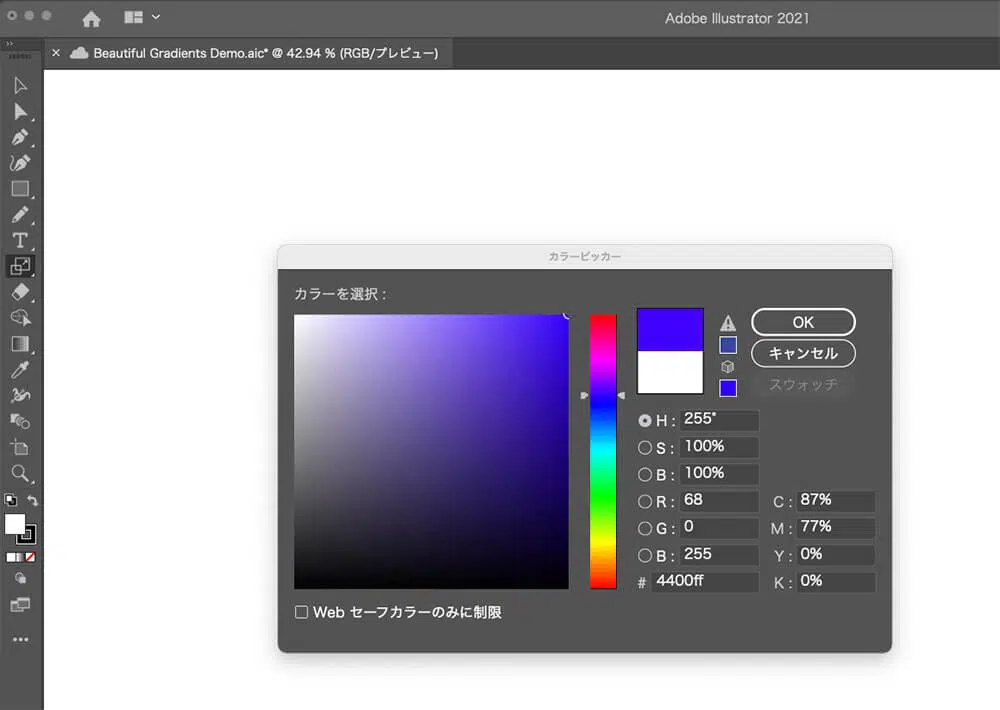 Adobe Illustrator 2021
Beautiful Gradients Demo.aic* @ 42.94 % (RGB/プレビュー)
カラーピッカー
カラーを選択 :
OK
キャンセル
スウォッチ
H : 255°
S : 100%
B : 100%
R : 68
C : 87%
G : 0
M : 77%
B : 255
Y : 0%
# 4400ff
K : 0%
Web セーフカラーのみに制限